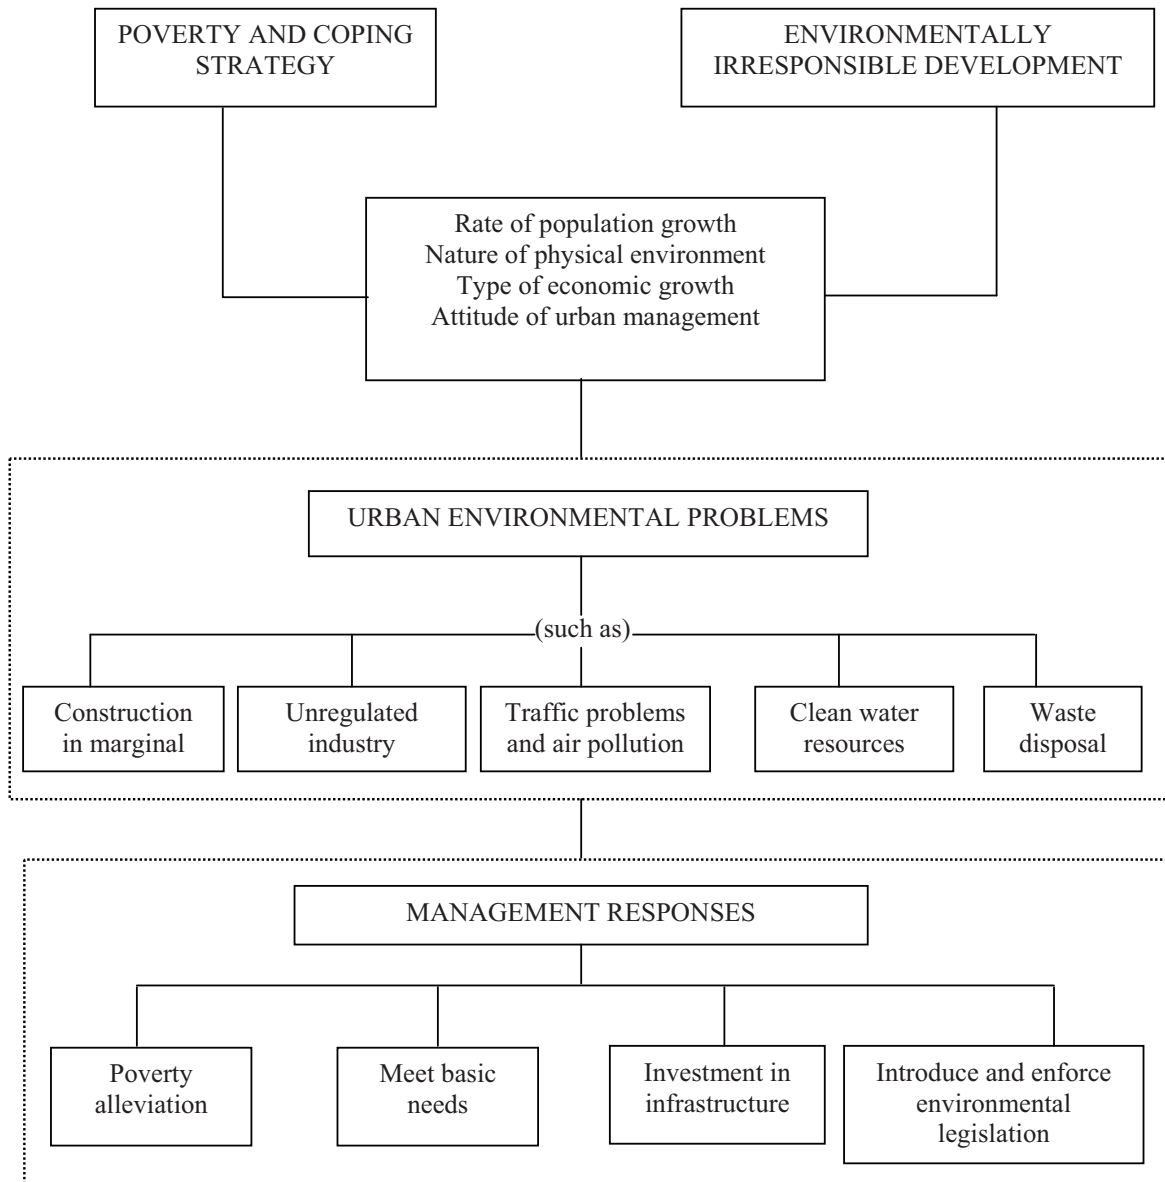 POVERTY AND COPING
STRATEGY
ENVIRONMENTALLY
IRRESPONSIBLE DEVELOPMENT
Rate of population growth
Nature of physical environment
Type of economic growth
Attitude of urban management
URBAN ENVIRONMENTAL PROBLEMS
(such as)
Construction
in marginal
Unregulated
industry
Traffic problems
and air pollution
Clean water
resources
Waste
disposal
MANAGEMENT RESPONSES
Poverty
alleviation
Meet basic
needs
Investment in
infrastructure
Introduce and enforce
environmental
legislation